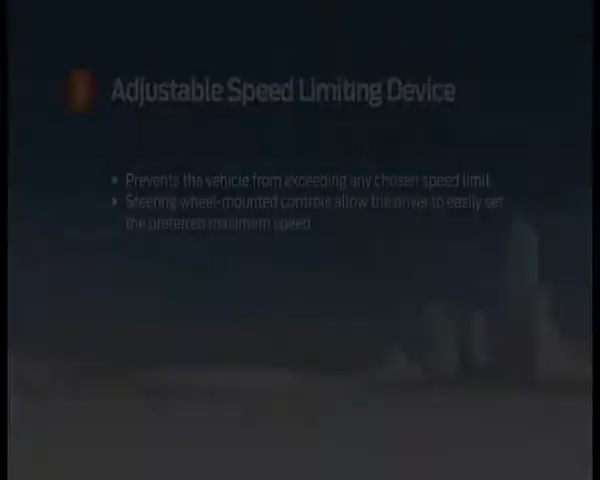 Adjustable Speed Limiting Device
• Prevents the vehicle from exceeding any chosen speed limit
• Steering wheel-mounted controls allow the driver to easily set
the preferred maximum speed